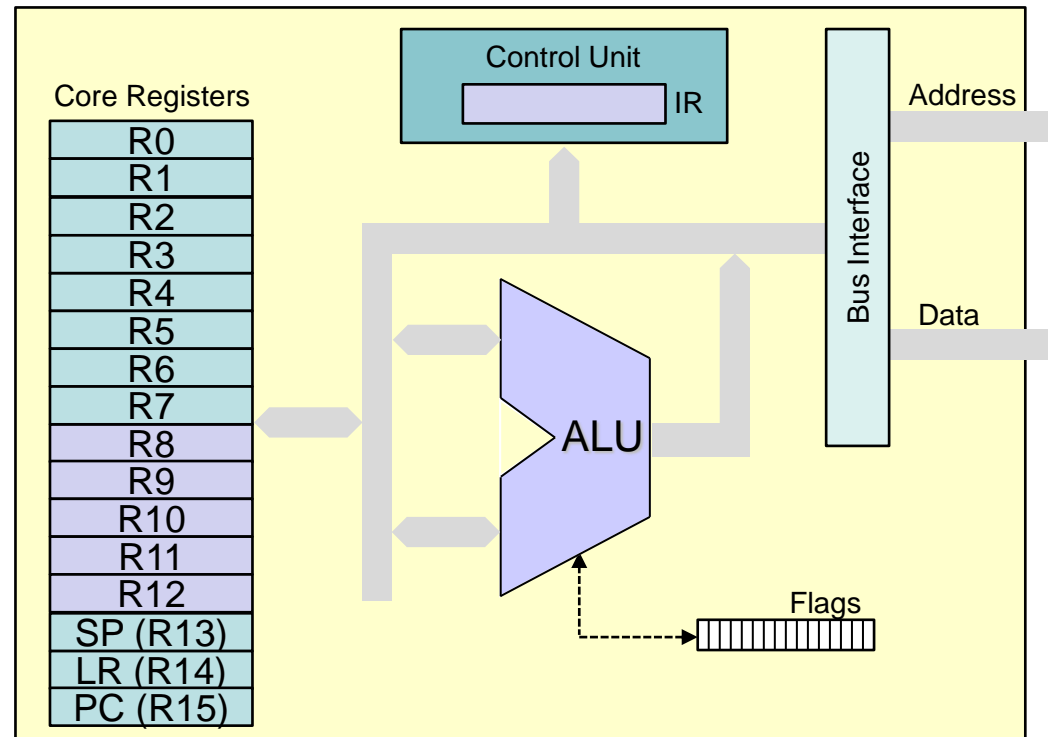 Control Unit
IR
Core Registers
R0
R1
R2
R3
R4
R5
R6
R7
R8
R9
R10
R11
R12
SP (R13)
LR (R14)
PC (R15)
ALU
Flags
Bus Interface
Address
Data